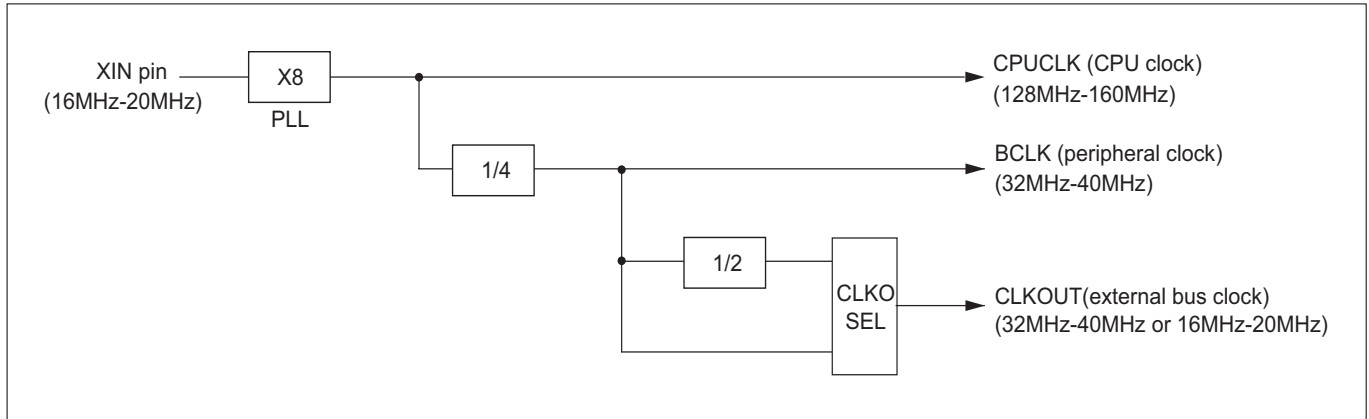 XIN pin
(16MHz-20MHz)
X8
PLL
CPUCLK (CPU clock)
(128MHz-160MHz)
1/4
BCLK (peripheral clock)
(32MHz-40MHz)
1/2
CLKO
SEL
CLKOUT(external bus clock)
(32MHz-40MHz or 16MHz-20MHz)